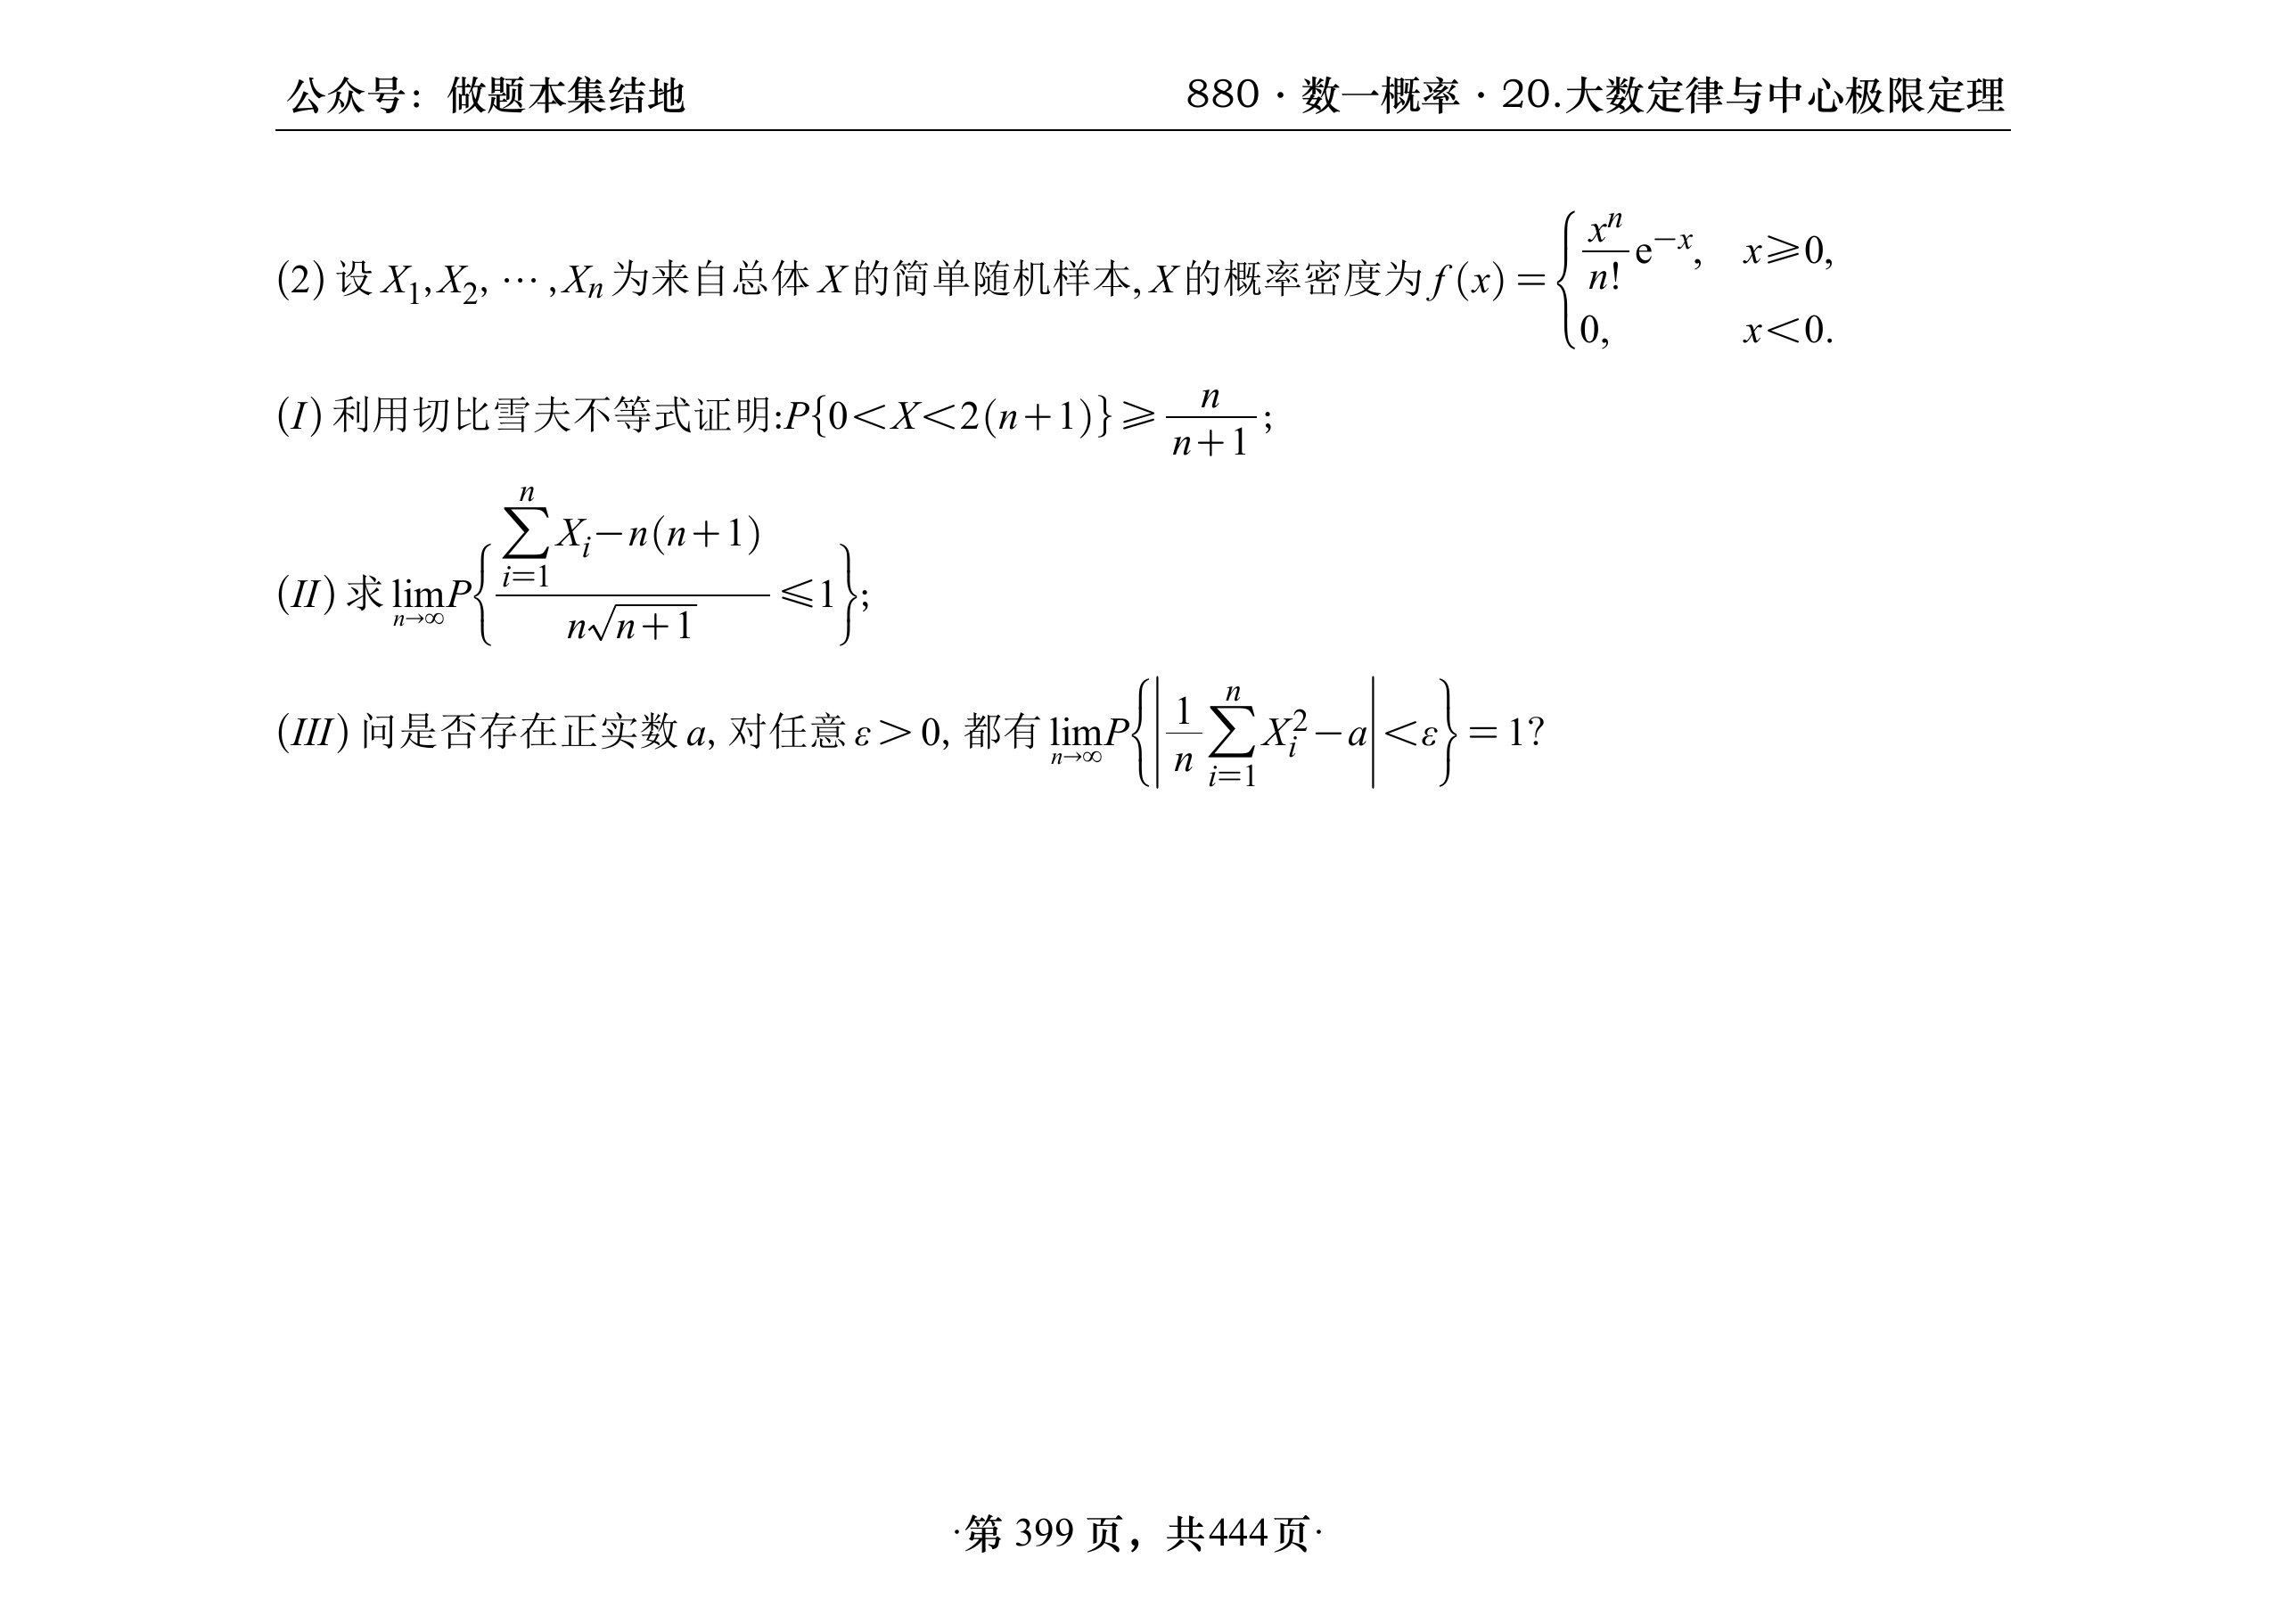 公众号：做题本集结地 880·数一概率·20.大数定律与中心极限定理
(2) 设 $X_1, X_2, \cdots, X_n$ 为来自总体 $X$ 的简单随机样本, $X$ 的概率密度为 $f(x)=\begin{cases}\dfrac{x^n}{n!}\mathrm{e}^{-x}, & x\geqslant 0,\\ 0, & x<0.\end{cases}$
(I) 利用切比雪夫不等式证明: $P\{0<X<2(n+1)\}\geqslant\dfrac{n}{n+1}$;
(II) 求 $\lim\limits_{n\to\infty}P\left\{\dfrac{\sum\limits_{i=1}^{n}X_i-n(n+1)}{n\sqrt{n+1}}\leqslant 1\right\}$;
(III) 问是否存在正实数 $a$, 对任意 $\varepsilon>0$, 都有 $\lim\limits_{n\to\infty}P\left\{\left|\dfrac{1}{n}\sum\limits_{i=1}^{n}X_i^2-a\right|<\varepsilon\right\}=1$?
·第 399 页，共444页·